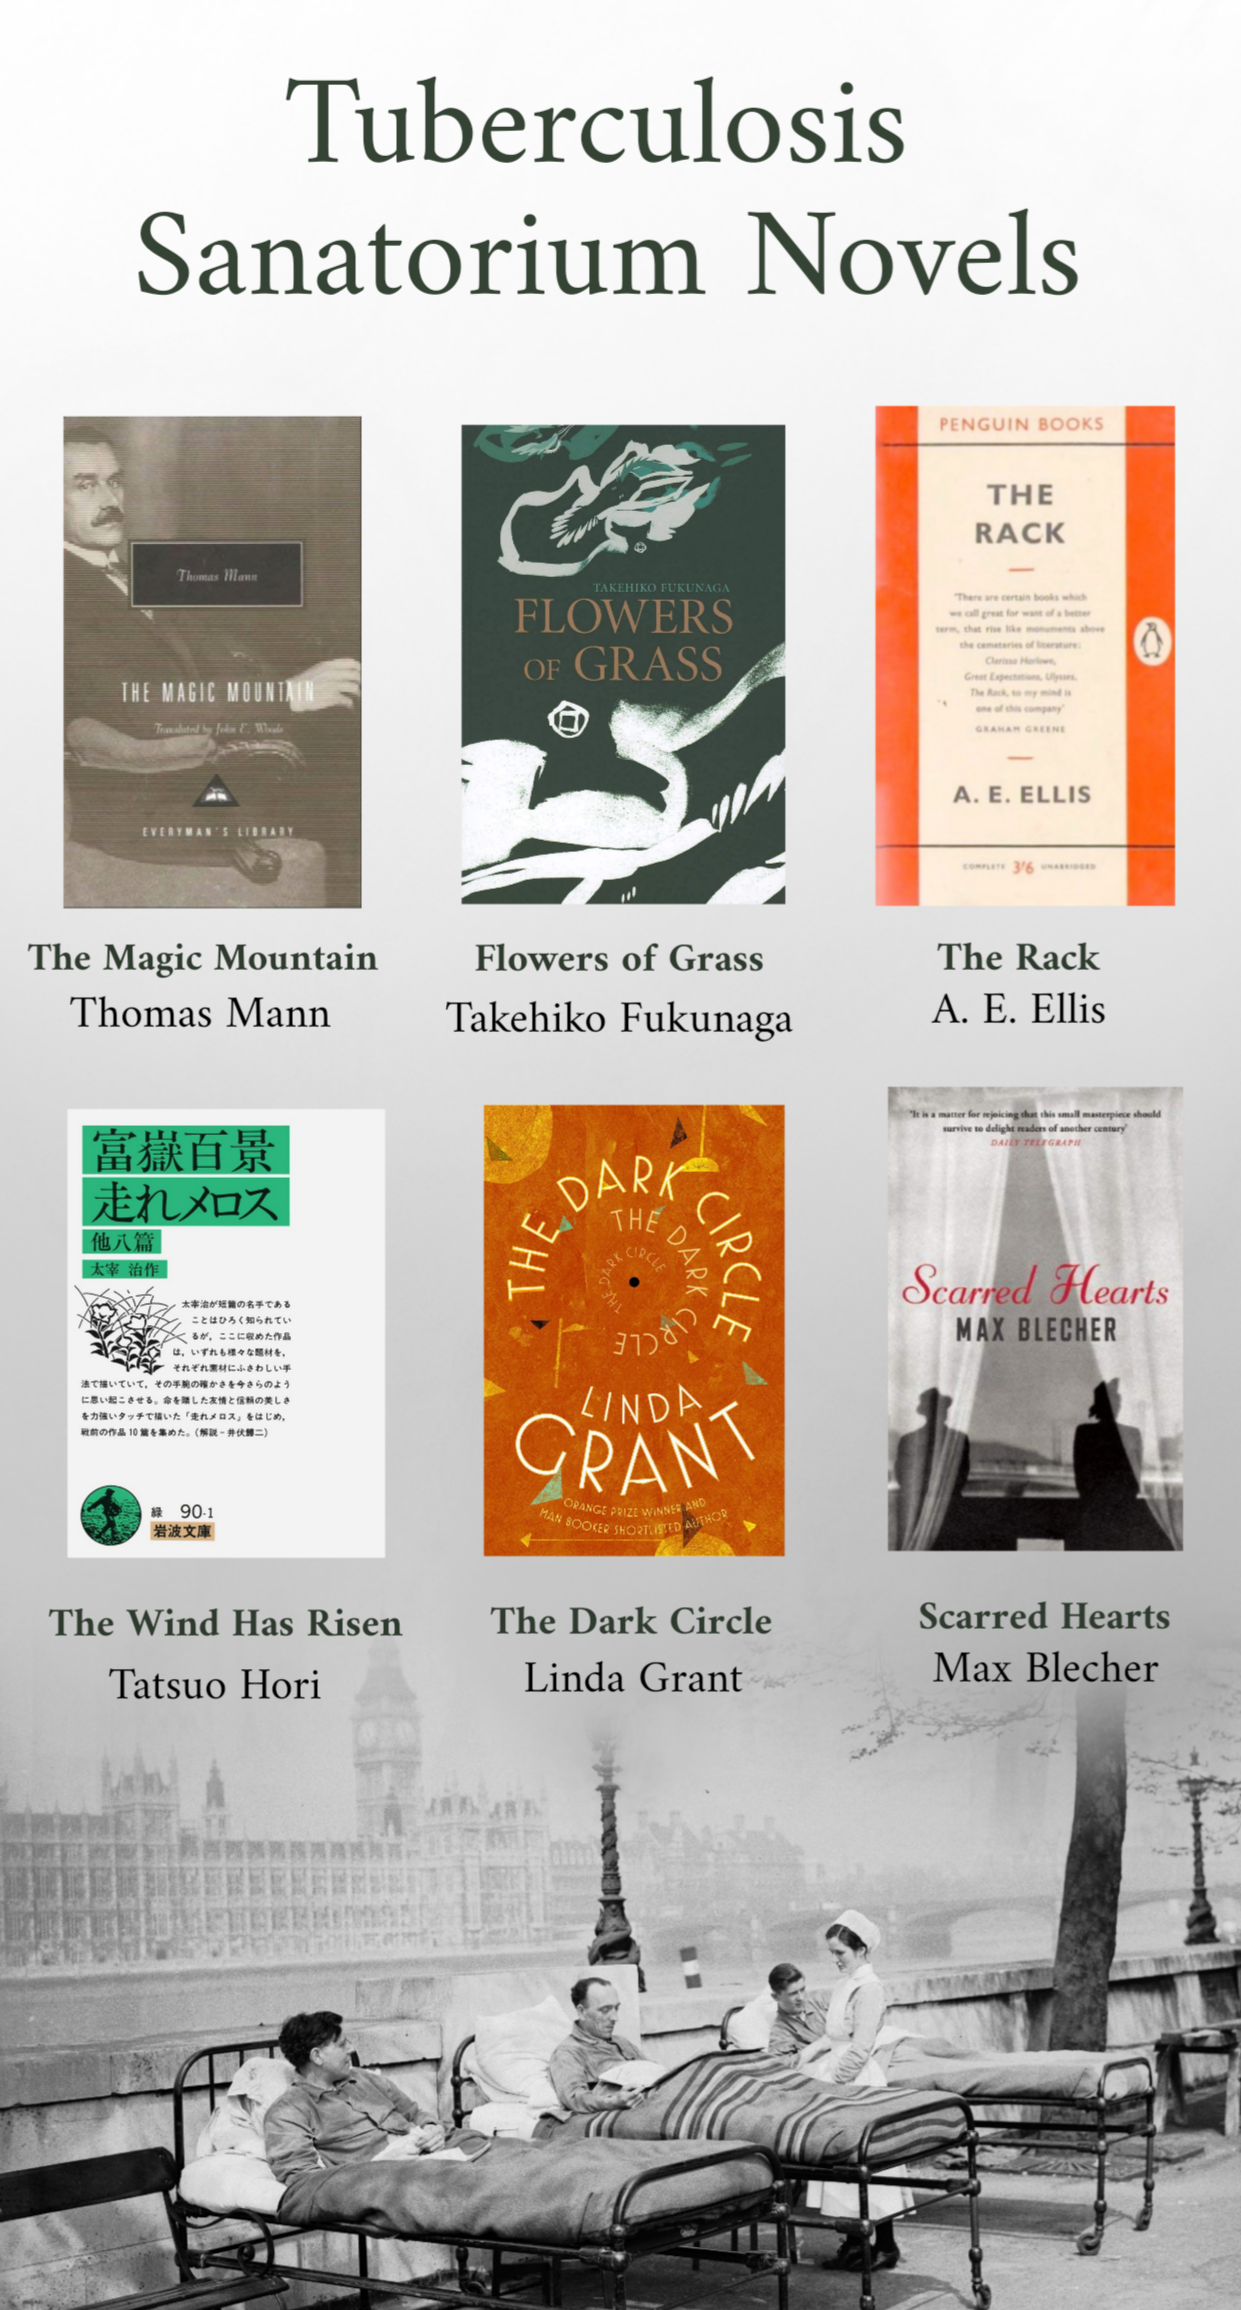 Tuberculosis
Sanatorium Novels
Thomas Mann
THE MAGIC MOUNTAIN
Translated by John E. Woods
EVERYMAN'S LIBRARY
TAKEHIKO FUKUNAGA
FLOWERS
OF GRASS
PENGUIN BOOKS
THE
RACK
'There are certain books which
we call great for want of a better
term, that rise like monuments above
the cemeteries of literature:
Clarissa Harlowe,
Great Expectations, Ulysses.
The Rack, to my mind is
one of this company'
GRAHAM GREENE
A. E. ELLIS
COMPLETE 3'6 UNABRIDGED
The Magic Mountain
Thomas Mann
Flowers of Grass
Takehiko Fukunaga
The Rack
A. E. Ellis
富嶽百景
走れメロス
他八篇
太宰 治作
太宰治が短篇の名手である
ことはひろく知られてい
るが，ここに収めた作品
は，いずれも様々な題材を，
それぞれ素材にふさわしい手
法で描いていて，その手腕の確かさを今さらのよう
に思い起こさせる．命を賭した友情と信頼の美しさ
を力強いタッチで描いた「走れメロス」をはじめ，
戦前の作品10篇を集めた．(解説－井伏鱒二)
緑 90-1
岩波文庫
THE DARK CIRCLE
THE DARK CIRCLE
THE DARK CIRCLE
LINDA
GRANT
ORANGE PRIZE WINNER AND
MAN BOOKER SHORTLISTED AUTHOR
'It is a matter for rejoicing that this small masterpiece should
survive to delight readers of another century'
DAILY TELEGRAPH
Scarred Hearts
MAX BLECHER
The Wind Has Risen
Tatsuo Hori
The Dark Circle
Linda Grant
Scarred Hearts
Max Blecher